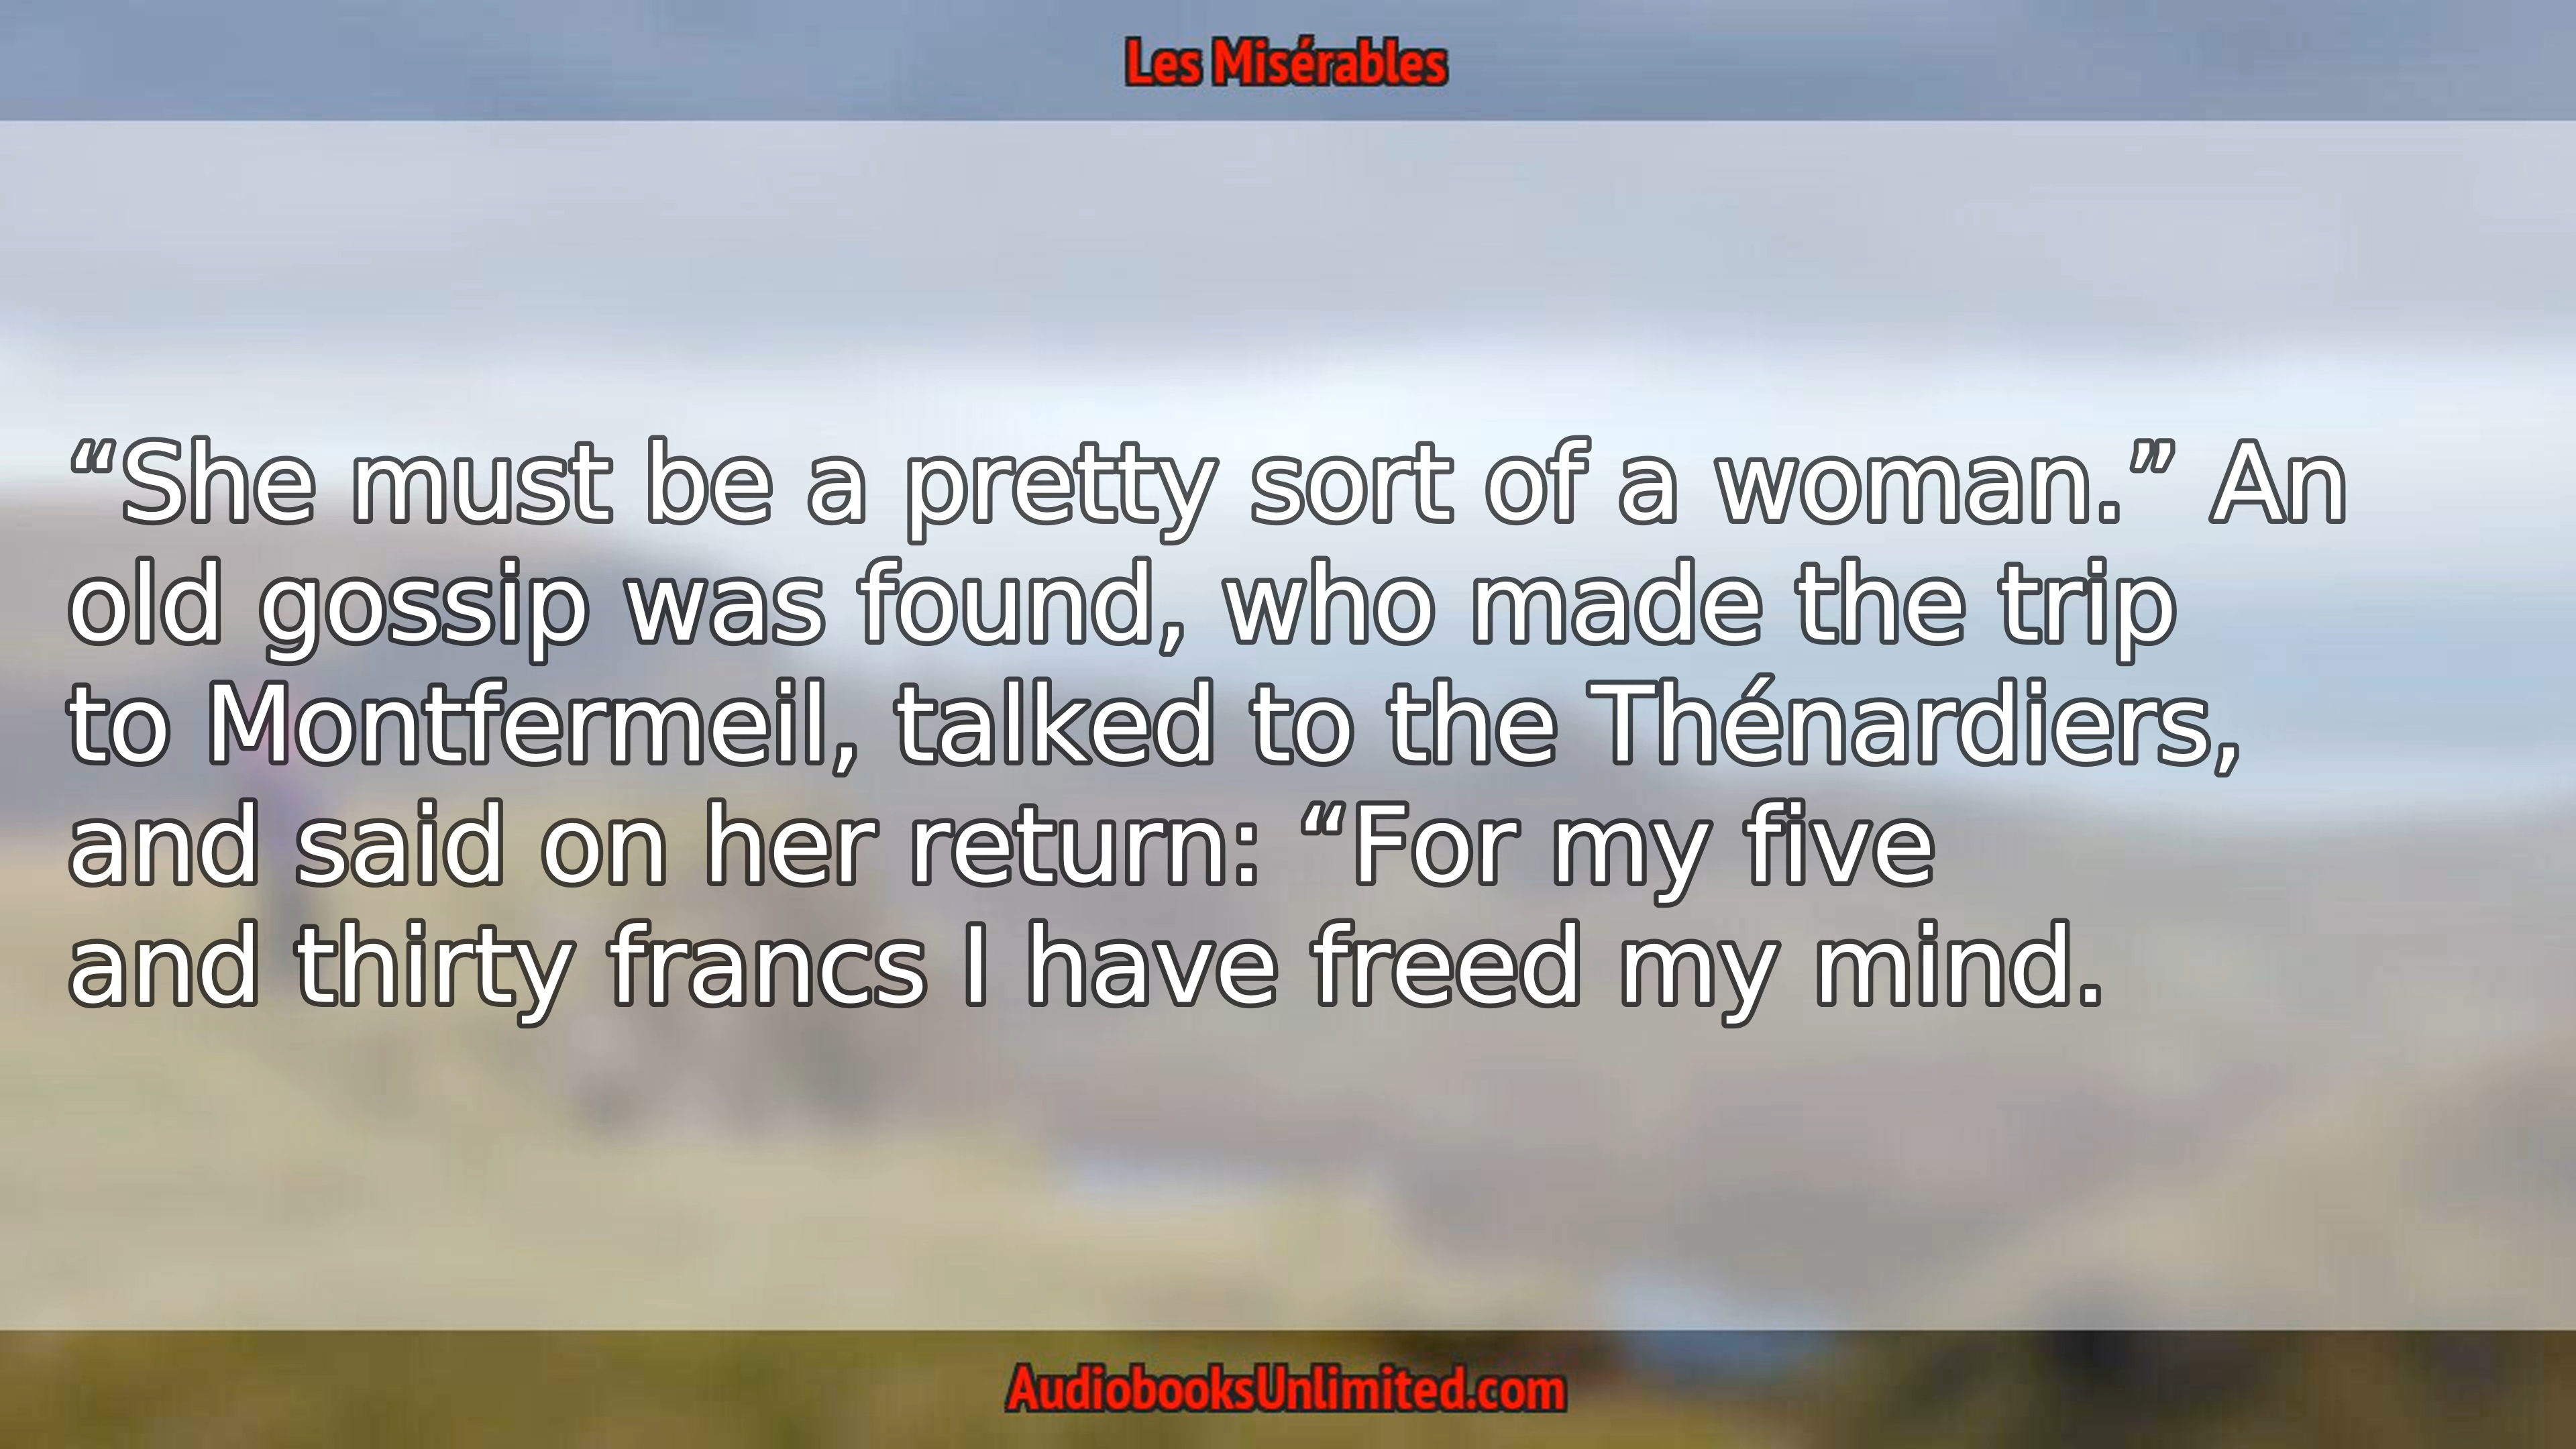 Les Misérables
“She must be a pretty sort of a woman.” An
old gossip was found, who made the trip
to Montfermeil, talked to the Thénardiers,
and said on her return: “For my five
and thirty francs I have freed my mind.
AudiobooksUnlimited.com